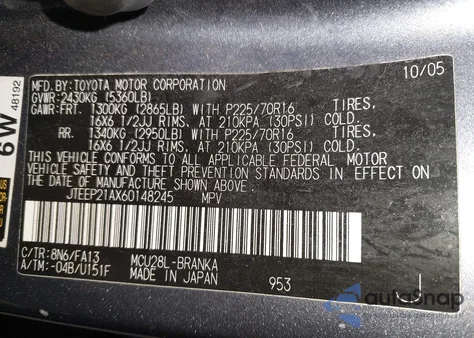 10/05
MFD.BY:TOYOTA MOTOR CORPORATION
GVWR:2430KG (5360LB)
GAWR:FRT. 1300KG (2865LB) WITH P225/70R16 TIRES,
16X6 1/2JJ RIMS, AT 210KPA (30PSI) COLD.
RR. 1340KG (2950LB) WITH P225/70R16 TIRES,
16X6 1/2JJ RIMS, AT 210KPA (30PSI) COLD.
THIS VEHICLE CONFORMS TO ALL APPLICABLE FEDERAL MOTOR
VEHICLE SAFETY AND THEFT PREVENTION STANDARDS IN EFFECT ON
THE DATE OF MANUFACTURE SHOWN ABOVE.
JTEEP21AX60148245 MPV
C/TR:8N6/FA13 MCU28L-BRANKA
A/TM:-04B/U151F MADE IN JAPAN 953
6W
48192
autoSnap